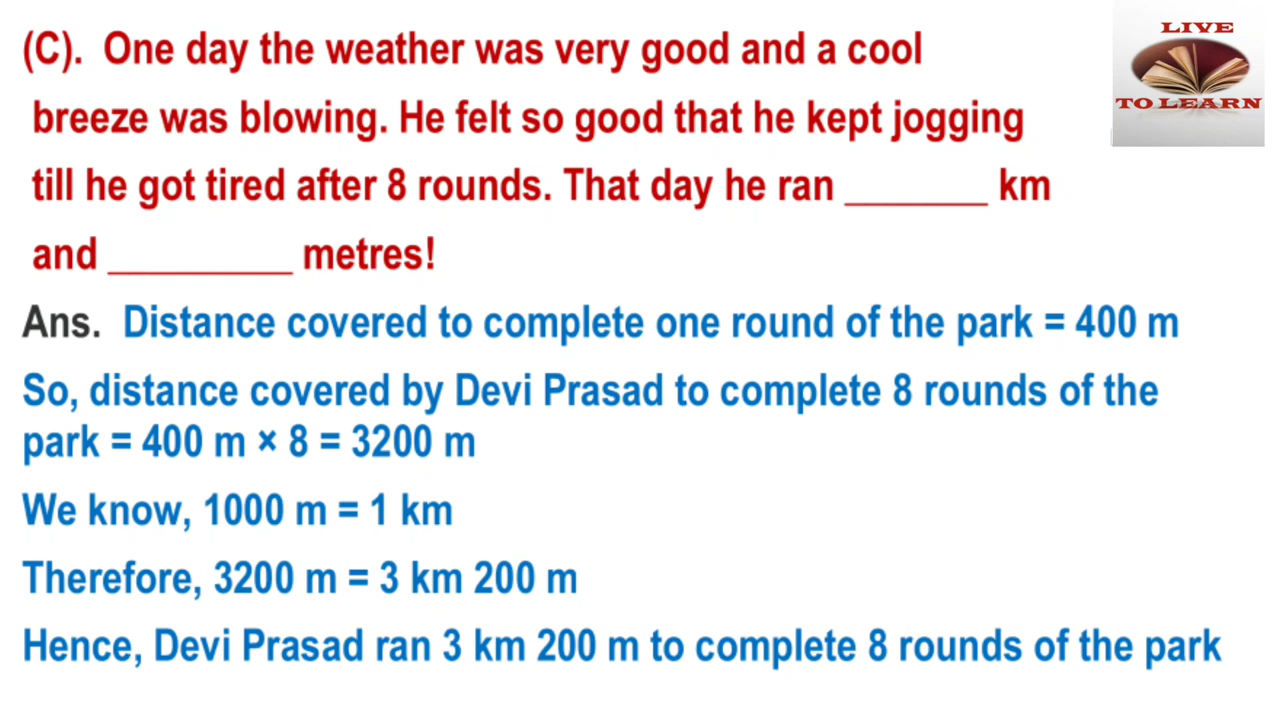 (C). One day the weather was very good and a cool
breeze was blowing. He felt so good that he kept jogging
till he got tired after 8 rounds. That day he ran _______ km
and _________ metres!
Ans. Distance covered to complete one round of the park = 400 m
So, distance covered by Devi Prasad to complete 8 rounds of the
park = 400 m × 8 = 3200 m
We know, 1000 m = 1 km
Therefore, 3200 m = 3 km 200 m
Hence, Devi Prasad ran 3 km 200 m to complete 8 rounds of the park
LIVE
TO LEARN